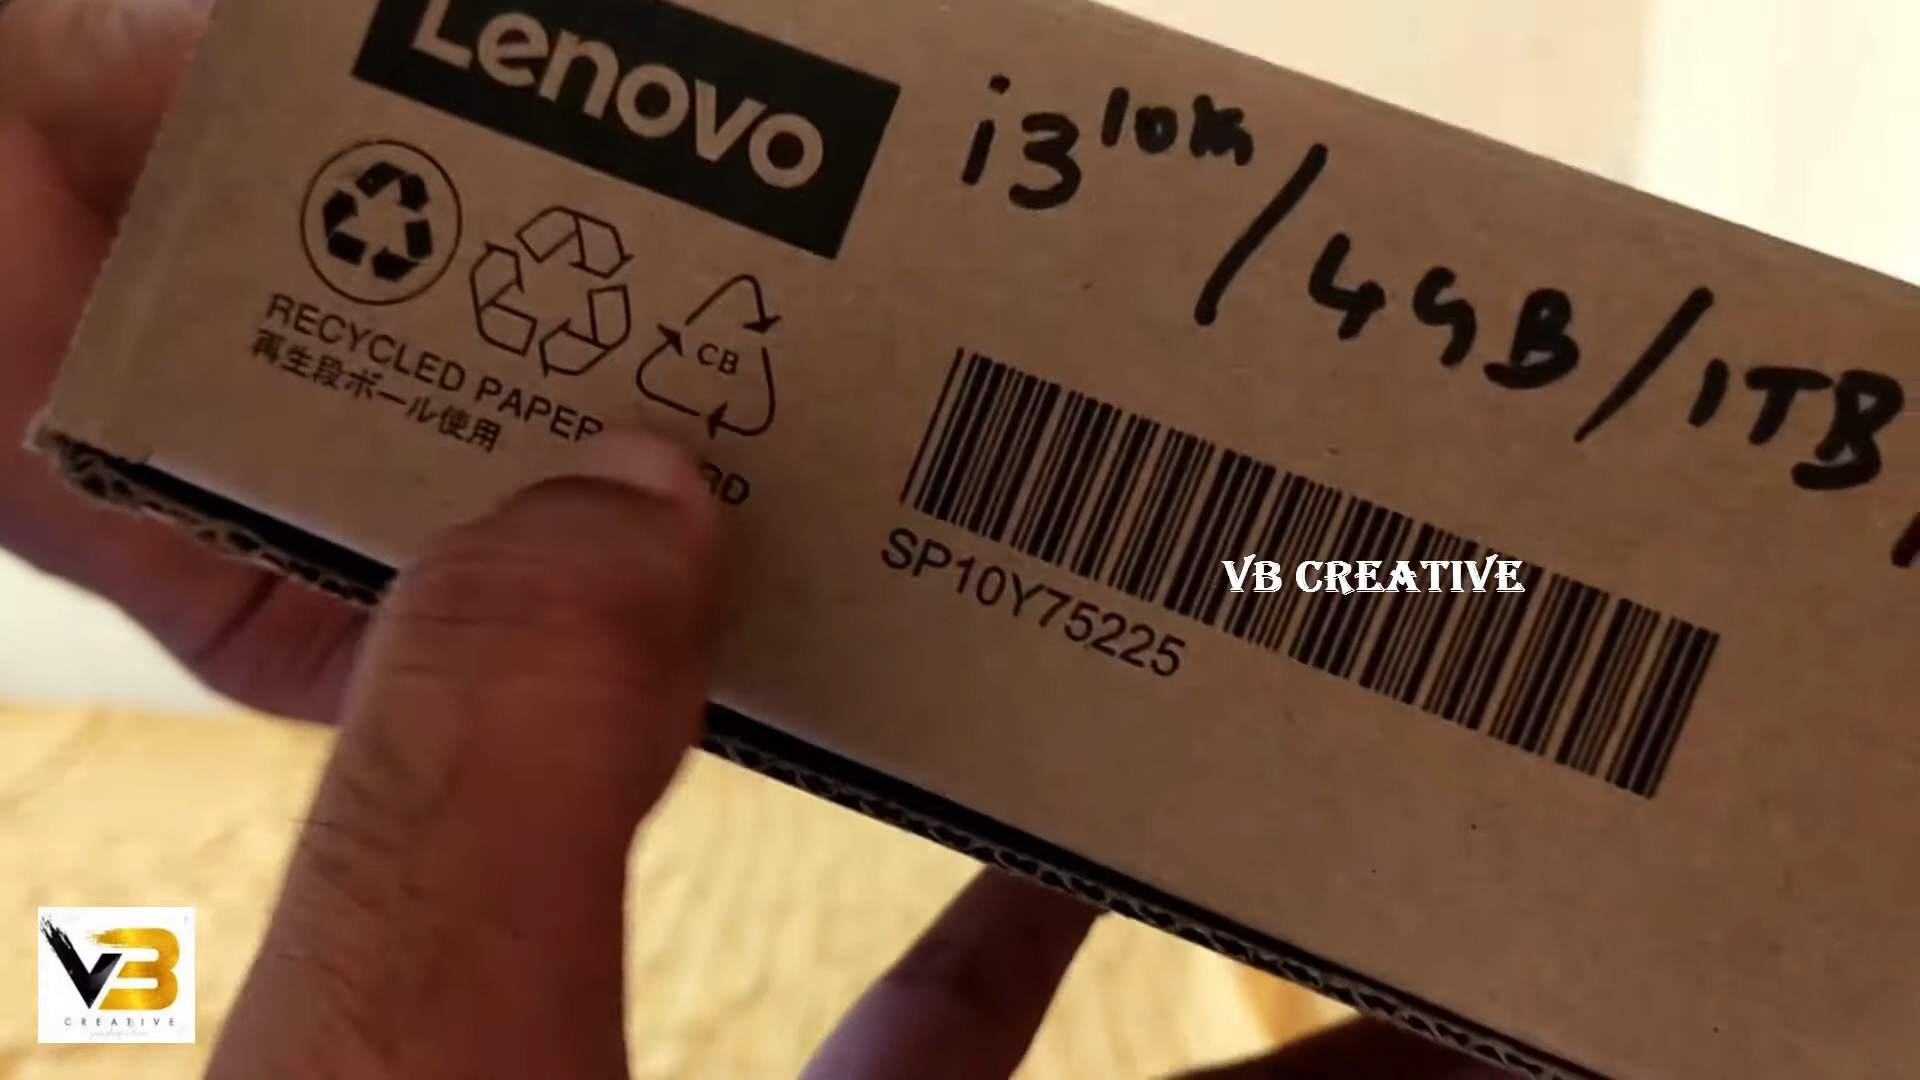 Lenovo
i3 10th / 4GB / 1TB
CB
RECYCLED PAPER
再生段ボール使用
SP10Y75225
VB CREATIVE
VB
CREATIVE